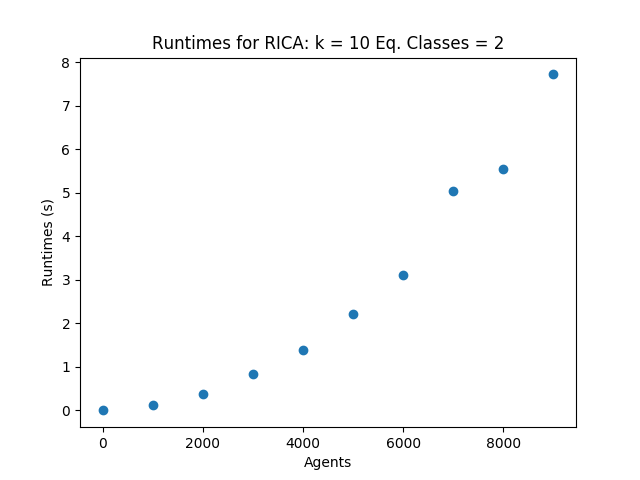 Runtimes for RICA: k = 10 Eq. Classes = 2
8
7
6
5
4
3
2
1
0
Runtimes (s)
0 2000 4000 6000 8000
Agents